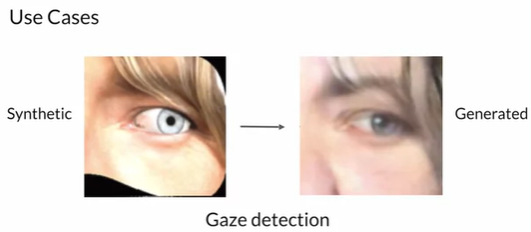 Use Cases
Synthetic
Generated
Gaze detection